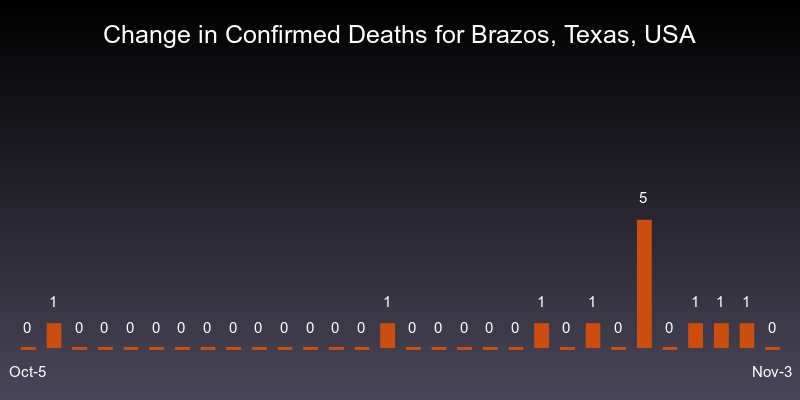 Change in Confirmed Deaths for Brazos, Texas, USA
5
1 1 1 1 1 1 1
0 0 0 0 0 0 0 0 0 0 0 0 0 0 0 0 0 0 0 0 0 0
Oct-5 Nov-3